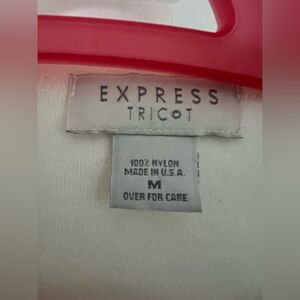 EXPRESS
TRICOT
100% NYLON
MADE IN U.S.A.
M
OVER FOR CARE